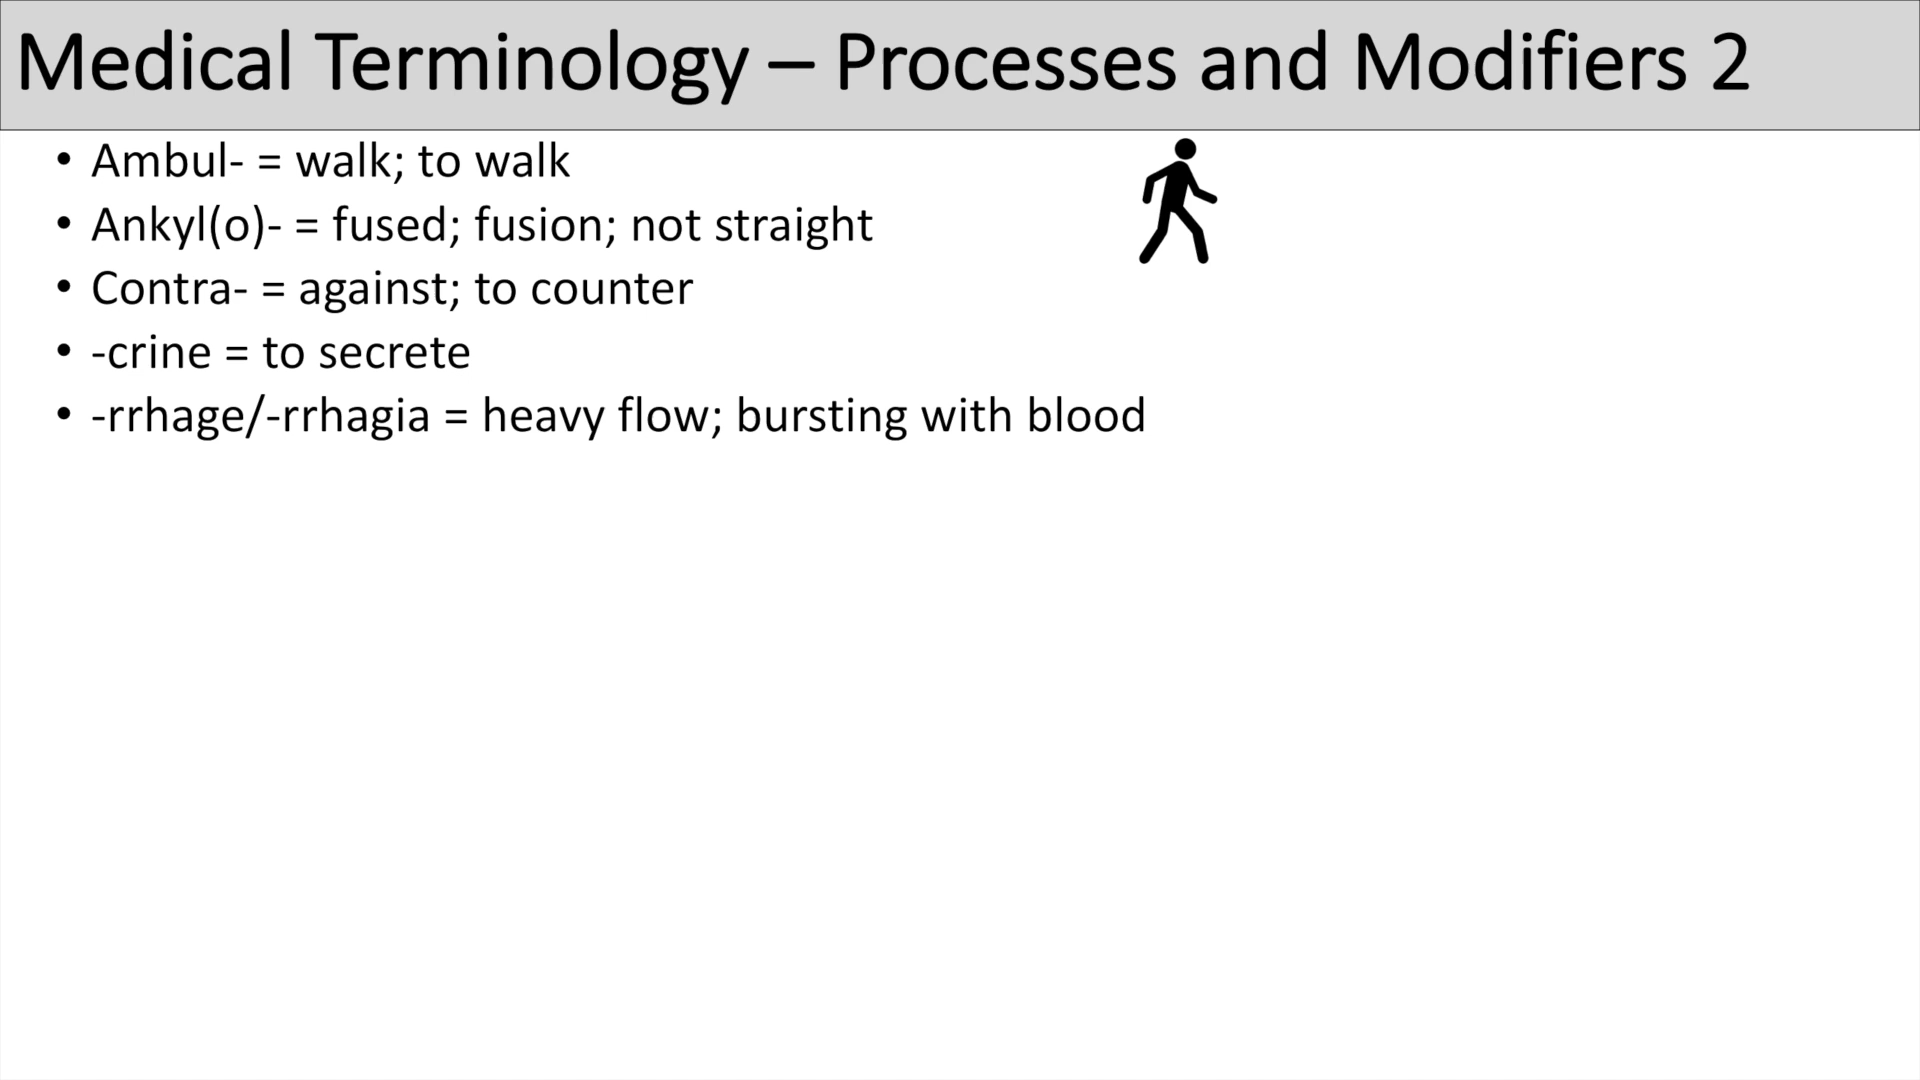 Medical Terminology – Processes and Modifiers 2
• Ambul- = walk; to walk
• Ankyl(o)- = fused; fusion; not straight
• Contra- = against; to counter
• -crine = to secrete
• -rrhage/-rrhagia = heavy flow; bursting with blood